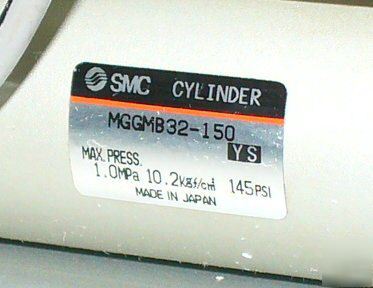 SMC CYLINDER
MGGMB32-150
YS
MAX. PRESS.
1.0MPa 10.2kgf/cm² 145PSI
MADE IN JAPAN